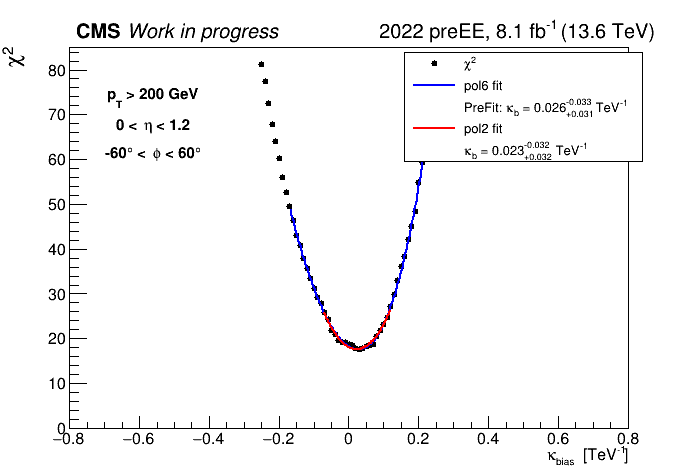 CMS Work in progress 2022 preEE, 8.1 fb⁻¹ (13.6 TeV)
χ²
80
70
60
50
40
30
20
10
0
p_T > 200 GeV
0 < η < 1.2
-60° < ϕ < 60°
χ²
pol6 fit
PreFit: κ_b = 0.026^{-0.033}_{+0.031} TeV⁻¹
pol2 fit
κ_b = 0.023^{-0.032}_{+0.032} TeV⁻¹
−0.8 −0.6 −0.4 −0.2 0 0.2 0.4 0.6 0.8
κ_bias [TeV⁻¹]